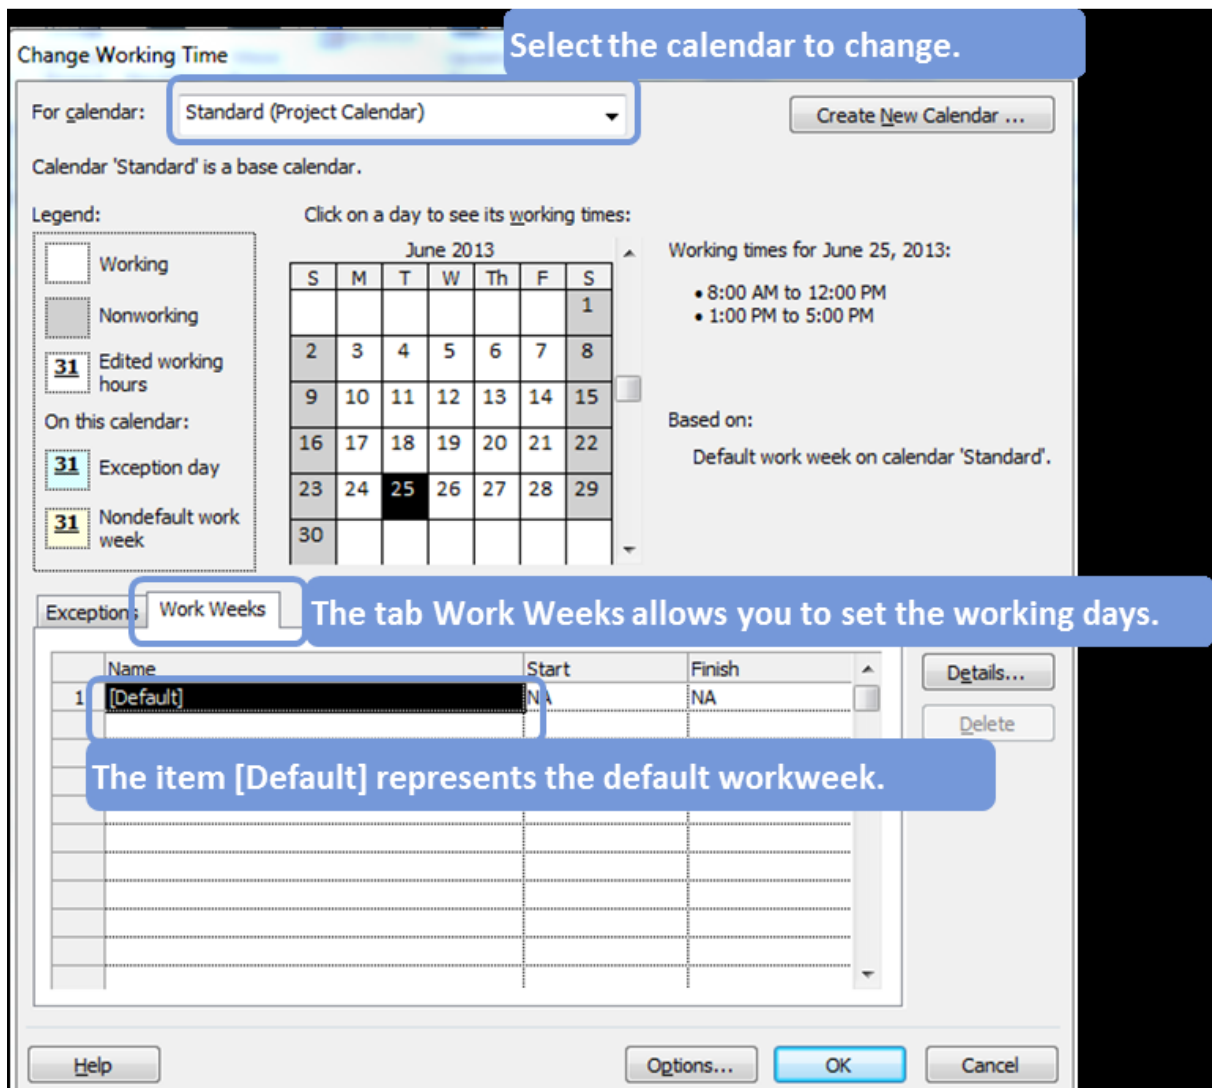 Select the calendar to change.
Change Working Time
For calendar: Standard (Project Calendar) Create New Calendar ...
Calendar 'Standard' is a base calendar.
Legend:
Working
Nonworking
31 Edited working
hours
On this calendar:
31 Exception day
31 Nondefault work
week
Click on a day to see its working times:
June 2013
S M T W Th F S
1
2 3 4 5 6 7 8
9 10 11 12 13 14 15
16 17 18 19 20 21 22
23 24 25 26 27 28 29
30
Working times for June 25, 2013:
• 8:00 AM to 12:00 PM
• 1:00 PM to 5:00 PM
Based on:
Default work week on calendar 'Standard'.
Exceptions Work Weeks
The tab Work Weeks allows you to set the working days.
Name Start Finish
1 [Default] NA NA
Details...
Delete
The item [Default] represents the default workweek.
Help Options... OK Cancel